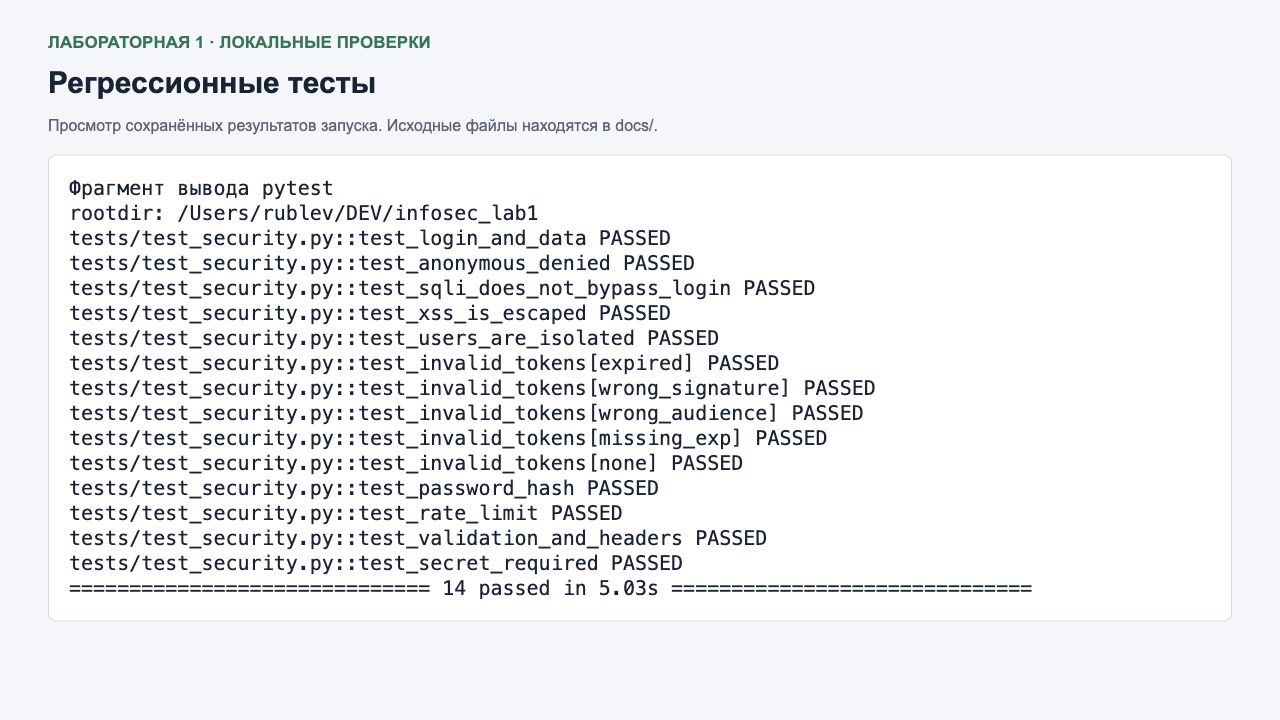 ЛАБОРАТОРНАЯ 1 · ЛОКАЛЬНЫЕ ПРОВЕРКИ
Регрессионные тесты
Просмотр сохранённых результатов запуска. Исходные файлы находятся в docs/.
Фрагмент вывода pytest
rootdir: /Users/rublev/DEV/infosec_lab1
tests/test_security.py::test_login_and_data PASSED
tests/test_security.py::test_anonymous_denied PASSED
tests/test_security.py::test_sqli_does_not_bypass_login PASSED
tests/test_security.py::test_xss_is_escaped PASSED
tests/test_security.py::test_users_are_isolated PASSED
tests/test_security.py::test_invalid_tokens[expired] PASSED
tests/test_security.py::test_invalid_tokens[wrong_signature] PASSED
tests/test_security.py::test_invalid_tokens[wrong_audience] PASSED
tests/test_security.py::test_invalid_tokens[missing_exp] PASSED
tests/test_security.py::test_invalid_tokens[none] PASSED
tests/test_security.py::test_password_hash PASSED
tests/test_security.py::test_rate_limit PASSED
tests/test_security.py::test_validation_and_headers PASSED
tests/test_security.py::test_secret_required PASSED
============================== 14 passed in 5.03s ==============================